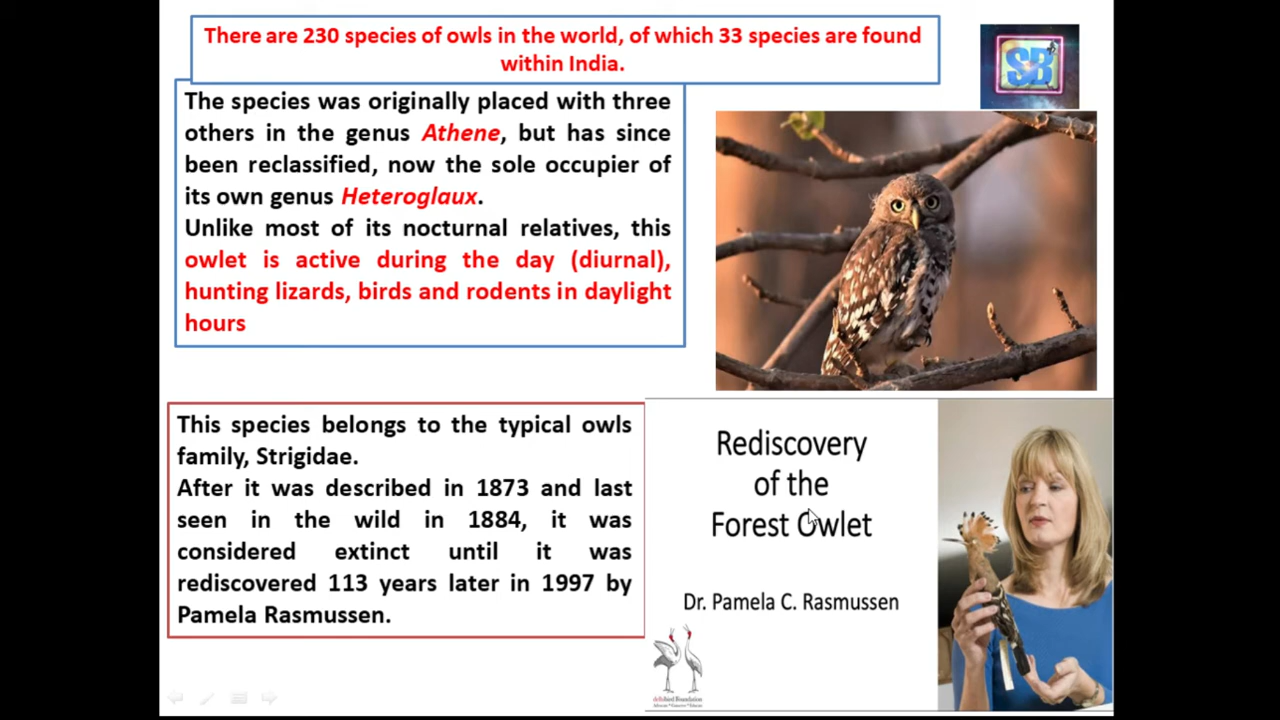 There are 230 species of owls in the world, of which 33 species are found
within India.
SB
The species was originally placed with three
others in the genus Athene, but has since
been reclassified, now the sole occupier of
its own genus Heteroglaux.
Unlike most of its nocturnal relatives, this
owlet is active during the day (diurnal),
hunting lizards, birds and rodents in daylight
hours
This species belongs to the typical owls
family, Strigidae.
After it was described in 1873 and last
seen in the wild in 1884, it was
considered extinct until it was
rediscovered 113 years later in 1997 by
Pamela Rasmussen.
Rediscovery
of the
Forest Owlet
Dr. Pamela C. Rasmussen